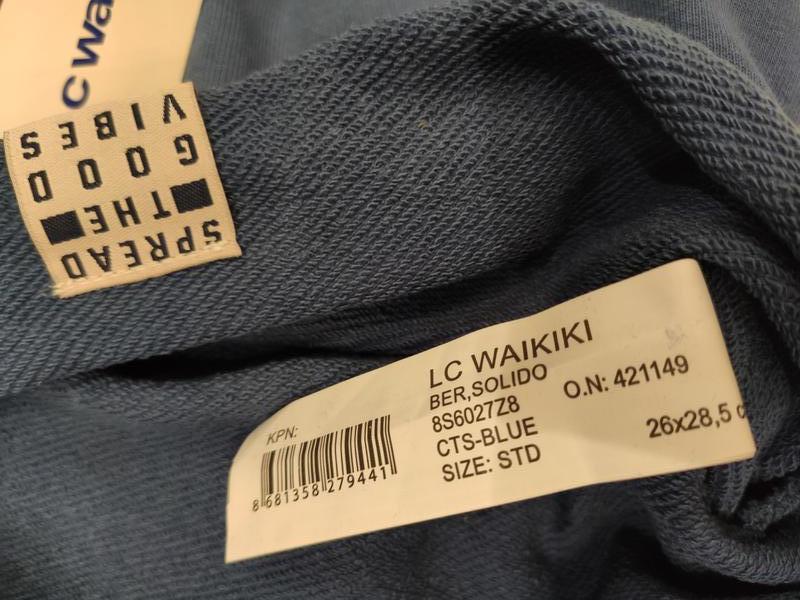 c wa
SPREAD
THE
GOOD
VIBES
LC WAIKIKI
BER,SOLIDO
8S6027Z8
CTS-BLUE
SIZE: STD
O.N: 421149
26x28,5 c
KPN:
8 681358 279441